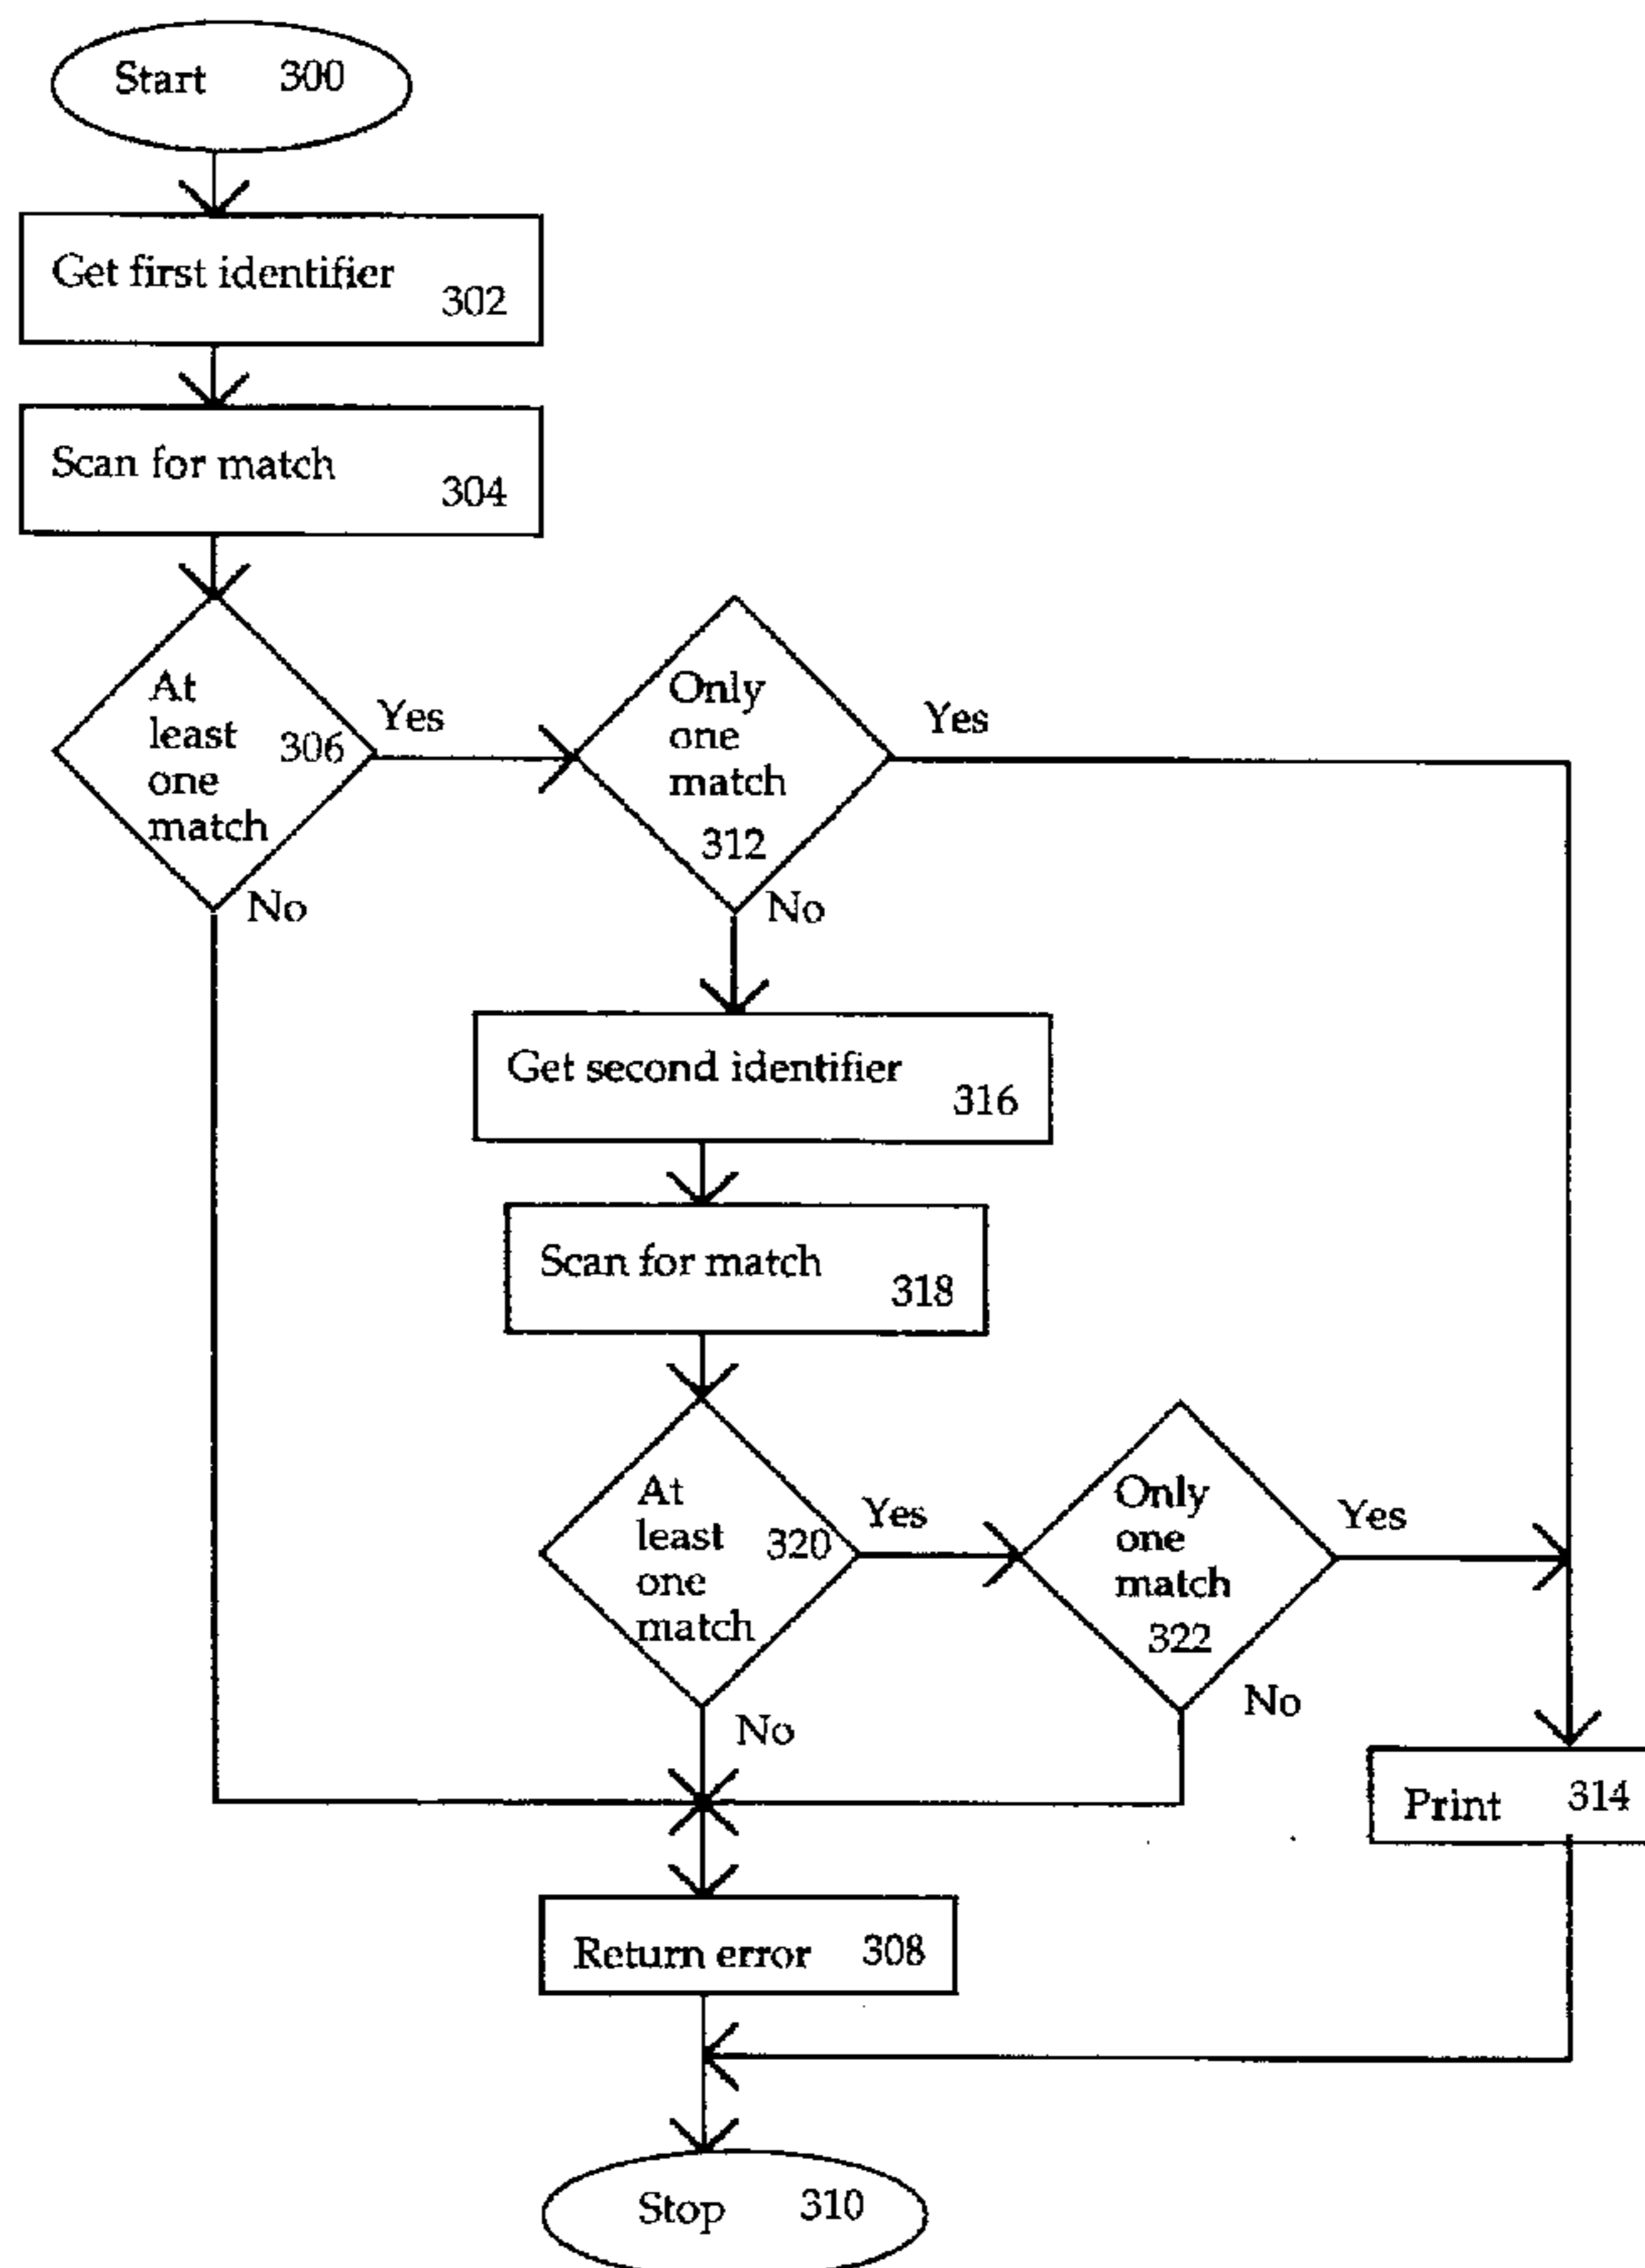 Start 300
Get first identifier
302
Scan for match
304
At
least
one
match
306
Yes
No
Only
one
match
312
Yes
No
Get second identifier
316
Scan for match
318
At
least
one
match
320
Yes
No
Only
one
match
322
Yes
No
Print 314
Return error 308
Stop 310